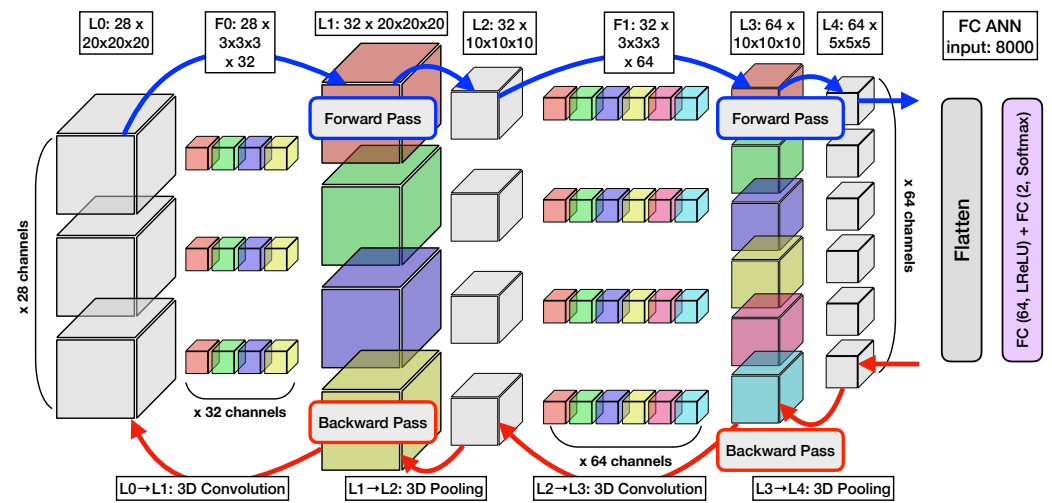 L0: 28 x
20x20x20
F0: 28 x
3x3x3
x 32
L1: 32 x 20x20x20
L2: 32 x
10x10x10
F1: 32 x
3x3x3
x 64
L3: 64 x
10x10x10
L4: 64 x
5x5x5
FC ANN
input: 8000
Forward Pass
Forward Pass
x 28 channels
x 64 channels
Flatten
FC (64, LReLU) + FC(2, Softmax)
x 32 channels
Backward Pass
x 64 channels
Backward Pass
L0→L1: 3D Convolution
L1→L2: 3D Pooling
L2→L3: 3D Convolution
L3→L4: 3D Pooling